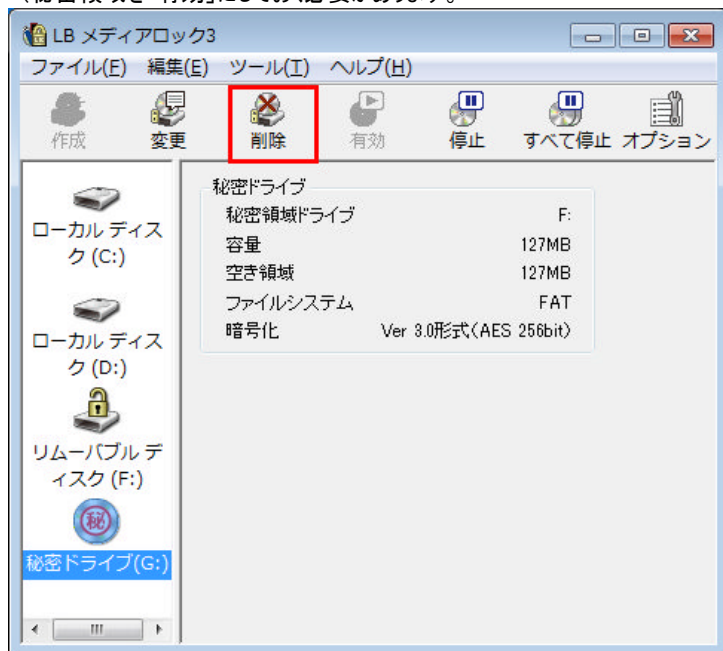 LB メディアロック3
ファイル(F) 編集(E) ツール(T) ヘルプ(H)
作成 変更 削除 有効 停止 すべて停止 オプション
ローカル ディス
ク (C:)
ローカル ディス
ク (D:)
リムーバブル デ
ィスク (F:)
秘
秘密ドライブ(G:)
秘密ドライブ
秘密領域ドライブ F:
容量 127MB
空き領域 127MB
ファイルシステム FAT
暗号化 Ver 3.0形式(AES 256bit)